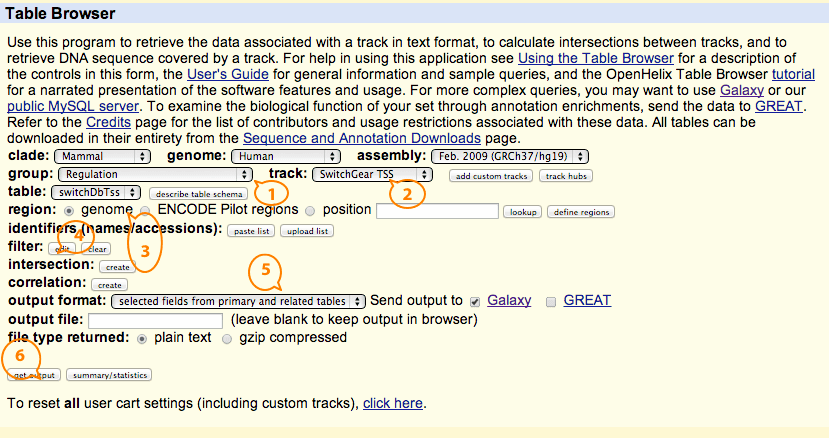 Table Browser
Use this program to retrieve the data associated with a track in text format, to calculate intersections between tracks, and to
retrieve DNA sequence covered by a track. For help in using this application see Using the Table Browser for a description of
the controls in this form, the User's Guide for general information and sample queries, and the OpenHelix Table Browser tutorial
for a narrated presentation of the software features and usage. For more complex queries, you may want to use Galaxy or our
public MySQL server. To examine the biological function of your set through annotation enrichments, send the data to GREAT.
Refer to the Credits page for the list of contributors and usage restrictions associated with these data. All tables can be
downloaded in their entirety from the Sequence and Annotation Downloads page.
clade: Mammal genome: Human assembly: Feb. 2009 (GRCh37/hg19)
group: Regulation track: SwitchGear TSS add custom tracks track hubs
table: switchDbTss describe table schema 1 2
region: genome ENCODE Pilot regions position lookup define regions
identifiers (names/accessions): paste list upload list
4 3
filter: edit clear
intersection: create
correlation: create
5
output format: selected fields from primary and related tables Send output to Galaxy GREAT
output file: (leave blank to keep output in browser)
file type returned: plain text gzip compressed
6
get output summary/statistics
To reset all user cart settings (including custom tracks), click here.